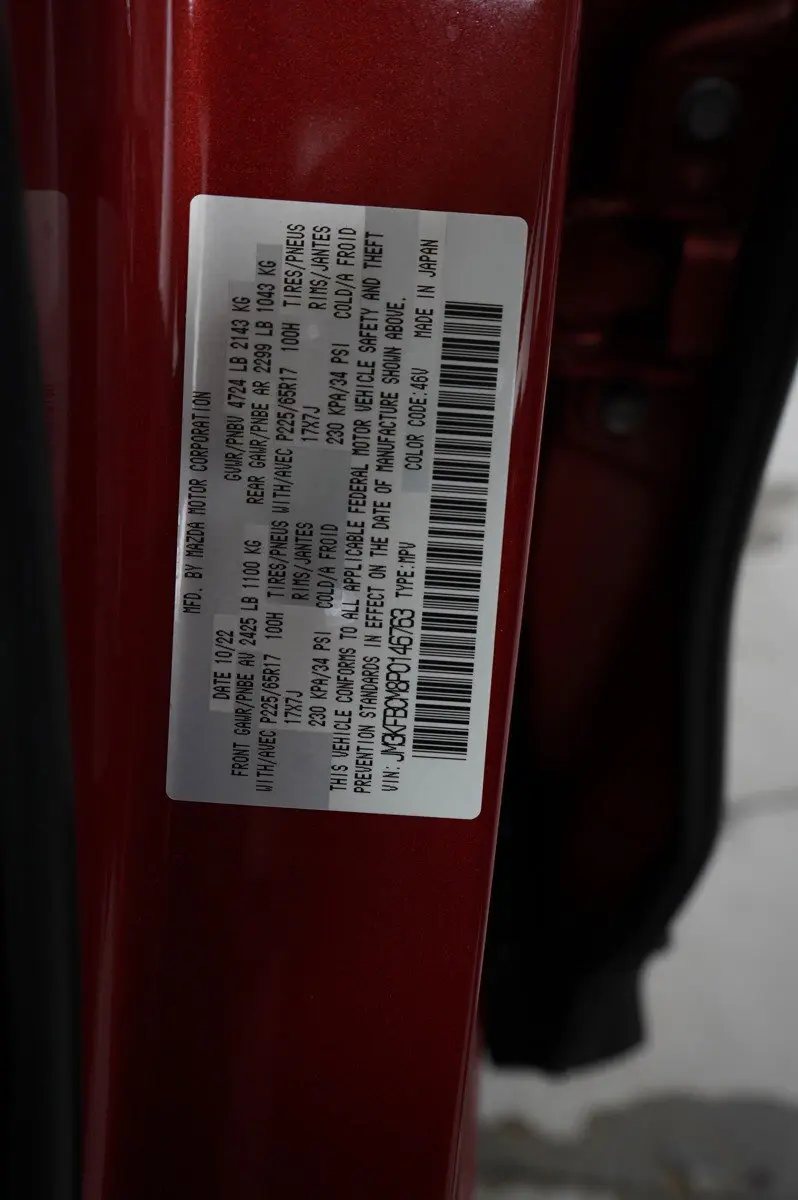 MFD. BY MAZDA MOTOR CORPORATION
DATE 10/22 GVWR/PNBV 4724 LB 2143 KG
FRONT GAWR/PNBE AV 2425 LB 1100 KG REAR GAWR/PNBE AR 2299 LB 1043 KG
WITH/AVEC P225/65R17 100H TIRES/PNEUS WITH/AVEC P225/65R17 100H TIRES/PNEUS
17X7J RIMS/JANTES 17X7J RIMS/JANTES
230 KPA/34 PSI COLD/A FROID 230 KPA/34 PSI COLD/A FROID
THIS VEHICLE CONFORMS TO ALL APPLICABLE FEDERAL MOTOR VEHICLE SAFETY AND THEFT
PREVENTION STANDARDS IN EFFECT ON THE DATE OF MANUFACTURE SHOWN ABOVE.
VIN: JM3KFBCM8P0146763 TYPE:MPV COLOR CODE:46V MADE IN JAPAN